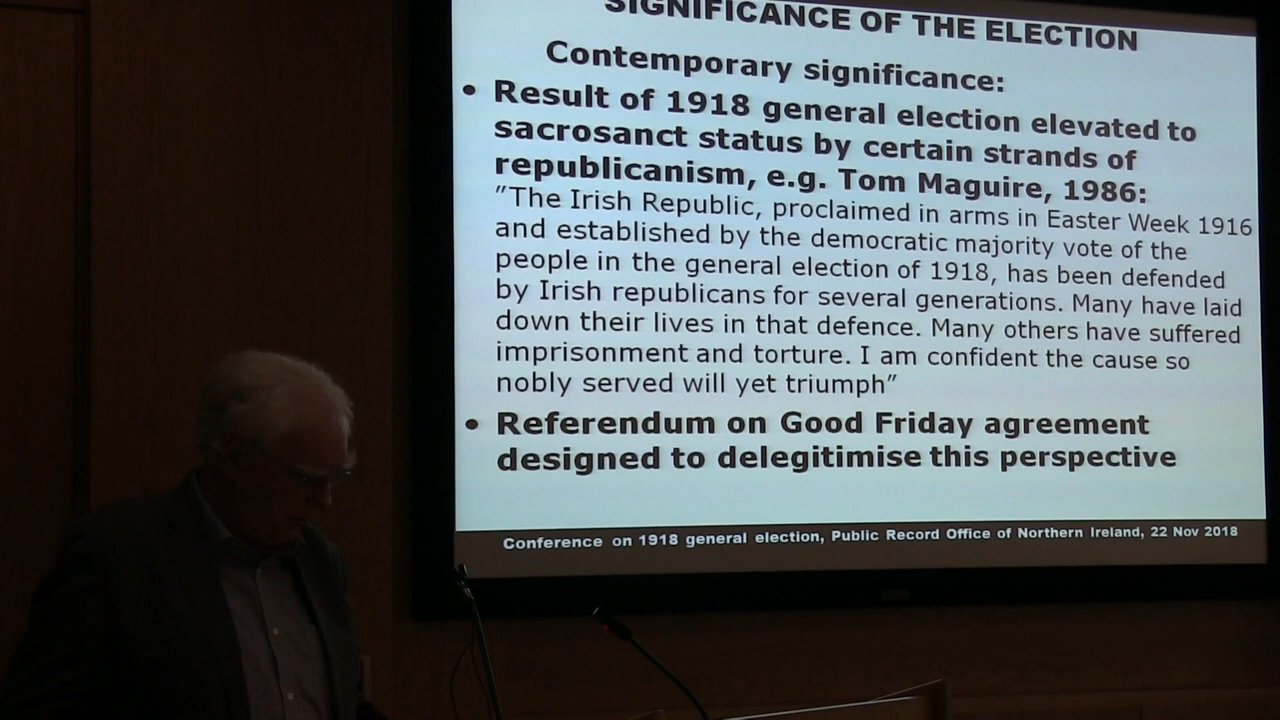 SIGNIFICANCE OF THE ELECTION
Contemporary significance:
• Result of 1918 general election elevated to
sacrosanct status by certain strands of
republicanism, e.g. Tom Maguire, 1986:
”The Irish Republic, proclaimed in arms in Easter Week 1916
and established by the democratic majority vote of the
people in the general election of 1918, has been defended
by Irish republicans for several generations. Many have laid
down their lives in that defence. Many others have suffered
imprisonment and torture. I am confident the cause so
nobly served will yet triumph”
• Referendum on Good Friday agreement
designed to delegitimise this perspective
Conference on 1918 general election, Public Record Office of Northern Ireland, 22 Nov 2018